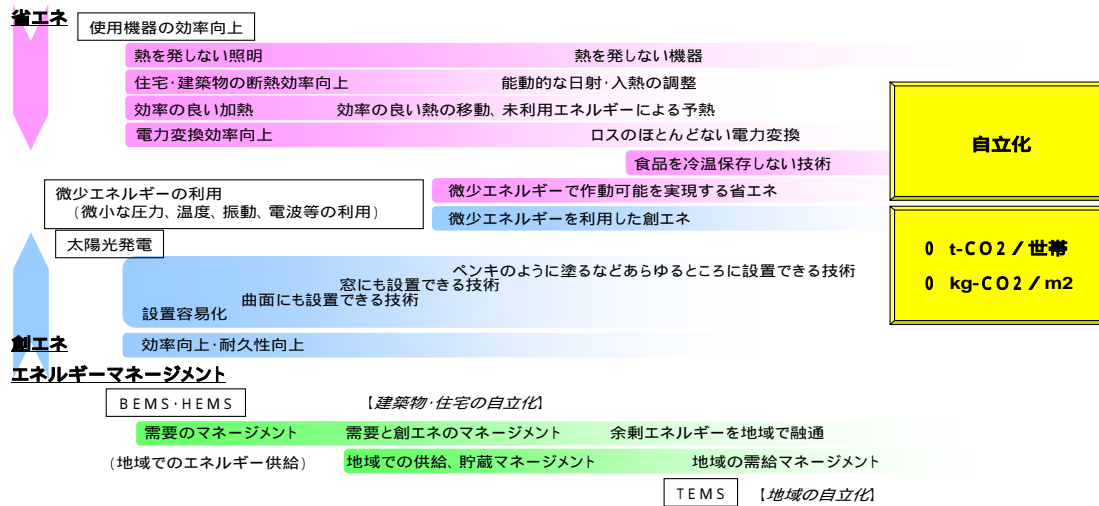 省エネ
使用機器の効率向上
熱を発しない照明 熱を発しない機器
住宅・建築物の断熱効率向上 能動的な日射・入熱の調整
効率の良い加熱 効率の良い熱の移動、未利用エネルギーによる予熱
電力変換効率向上 ロスのほとんどない電力変換
食品を冷温保存しない技術
自立化
微少エネルギーの利用
(微小な圧力、温度、振動、電波等の利用)
微少エネルギーで作動可能を実現する省エネ
微少エネルギーを利用した創エネ
太陽光発電
0 t-CO2/世帯
0 kg-CO2/m2
ペンキのように塗るなどあらゆるところに設置できる技術
窓にも設置できる技術
曲面にも設置できる技術
設置容易化
創エネ
効率向上・耐久性向上
エネルギーマネージメント
BEMS・HEMS 【建築物・住宅の自立化】
需要のマネージメント 需要と創エネのマネージメント 余剰エネルギーを地域で融通
(地域でのエネルギー供給) 地域での供給、貯蔵マネージメント 地域の需給マネージメント
TEMS 【地域の自立化】